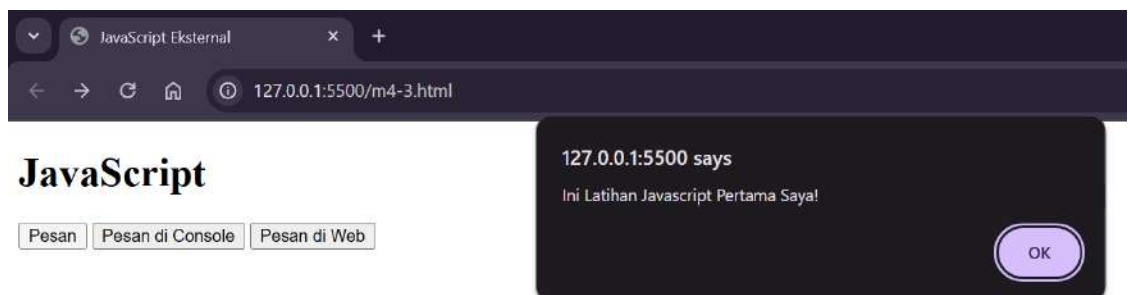 JavaScript Eksternal
127.0.0.1:5500/m4-3.html
JavaScript
Pesan Pesan di Console Pesan di Web
127.0.0.1:5500 says
Ini Latihan Javascript Pertama Saya!
OK